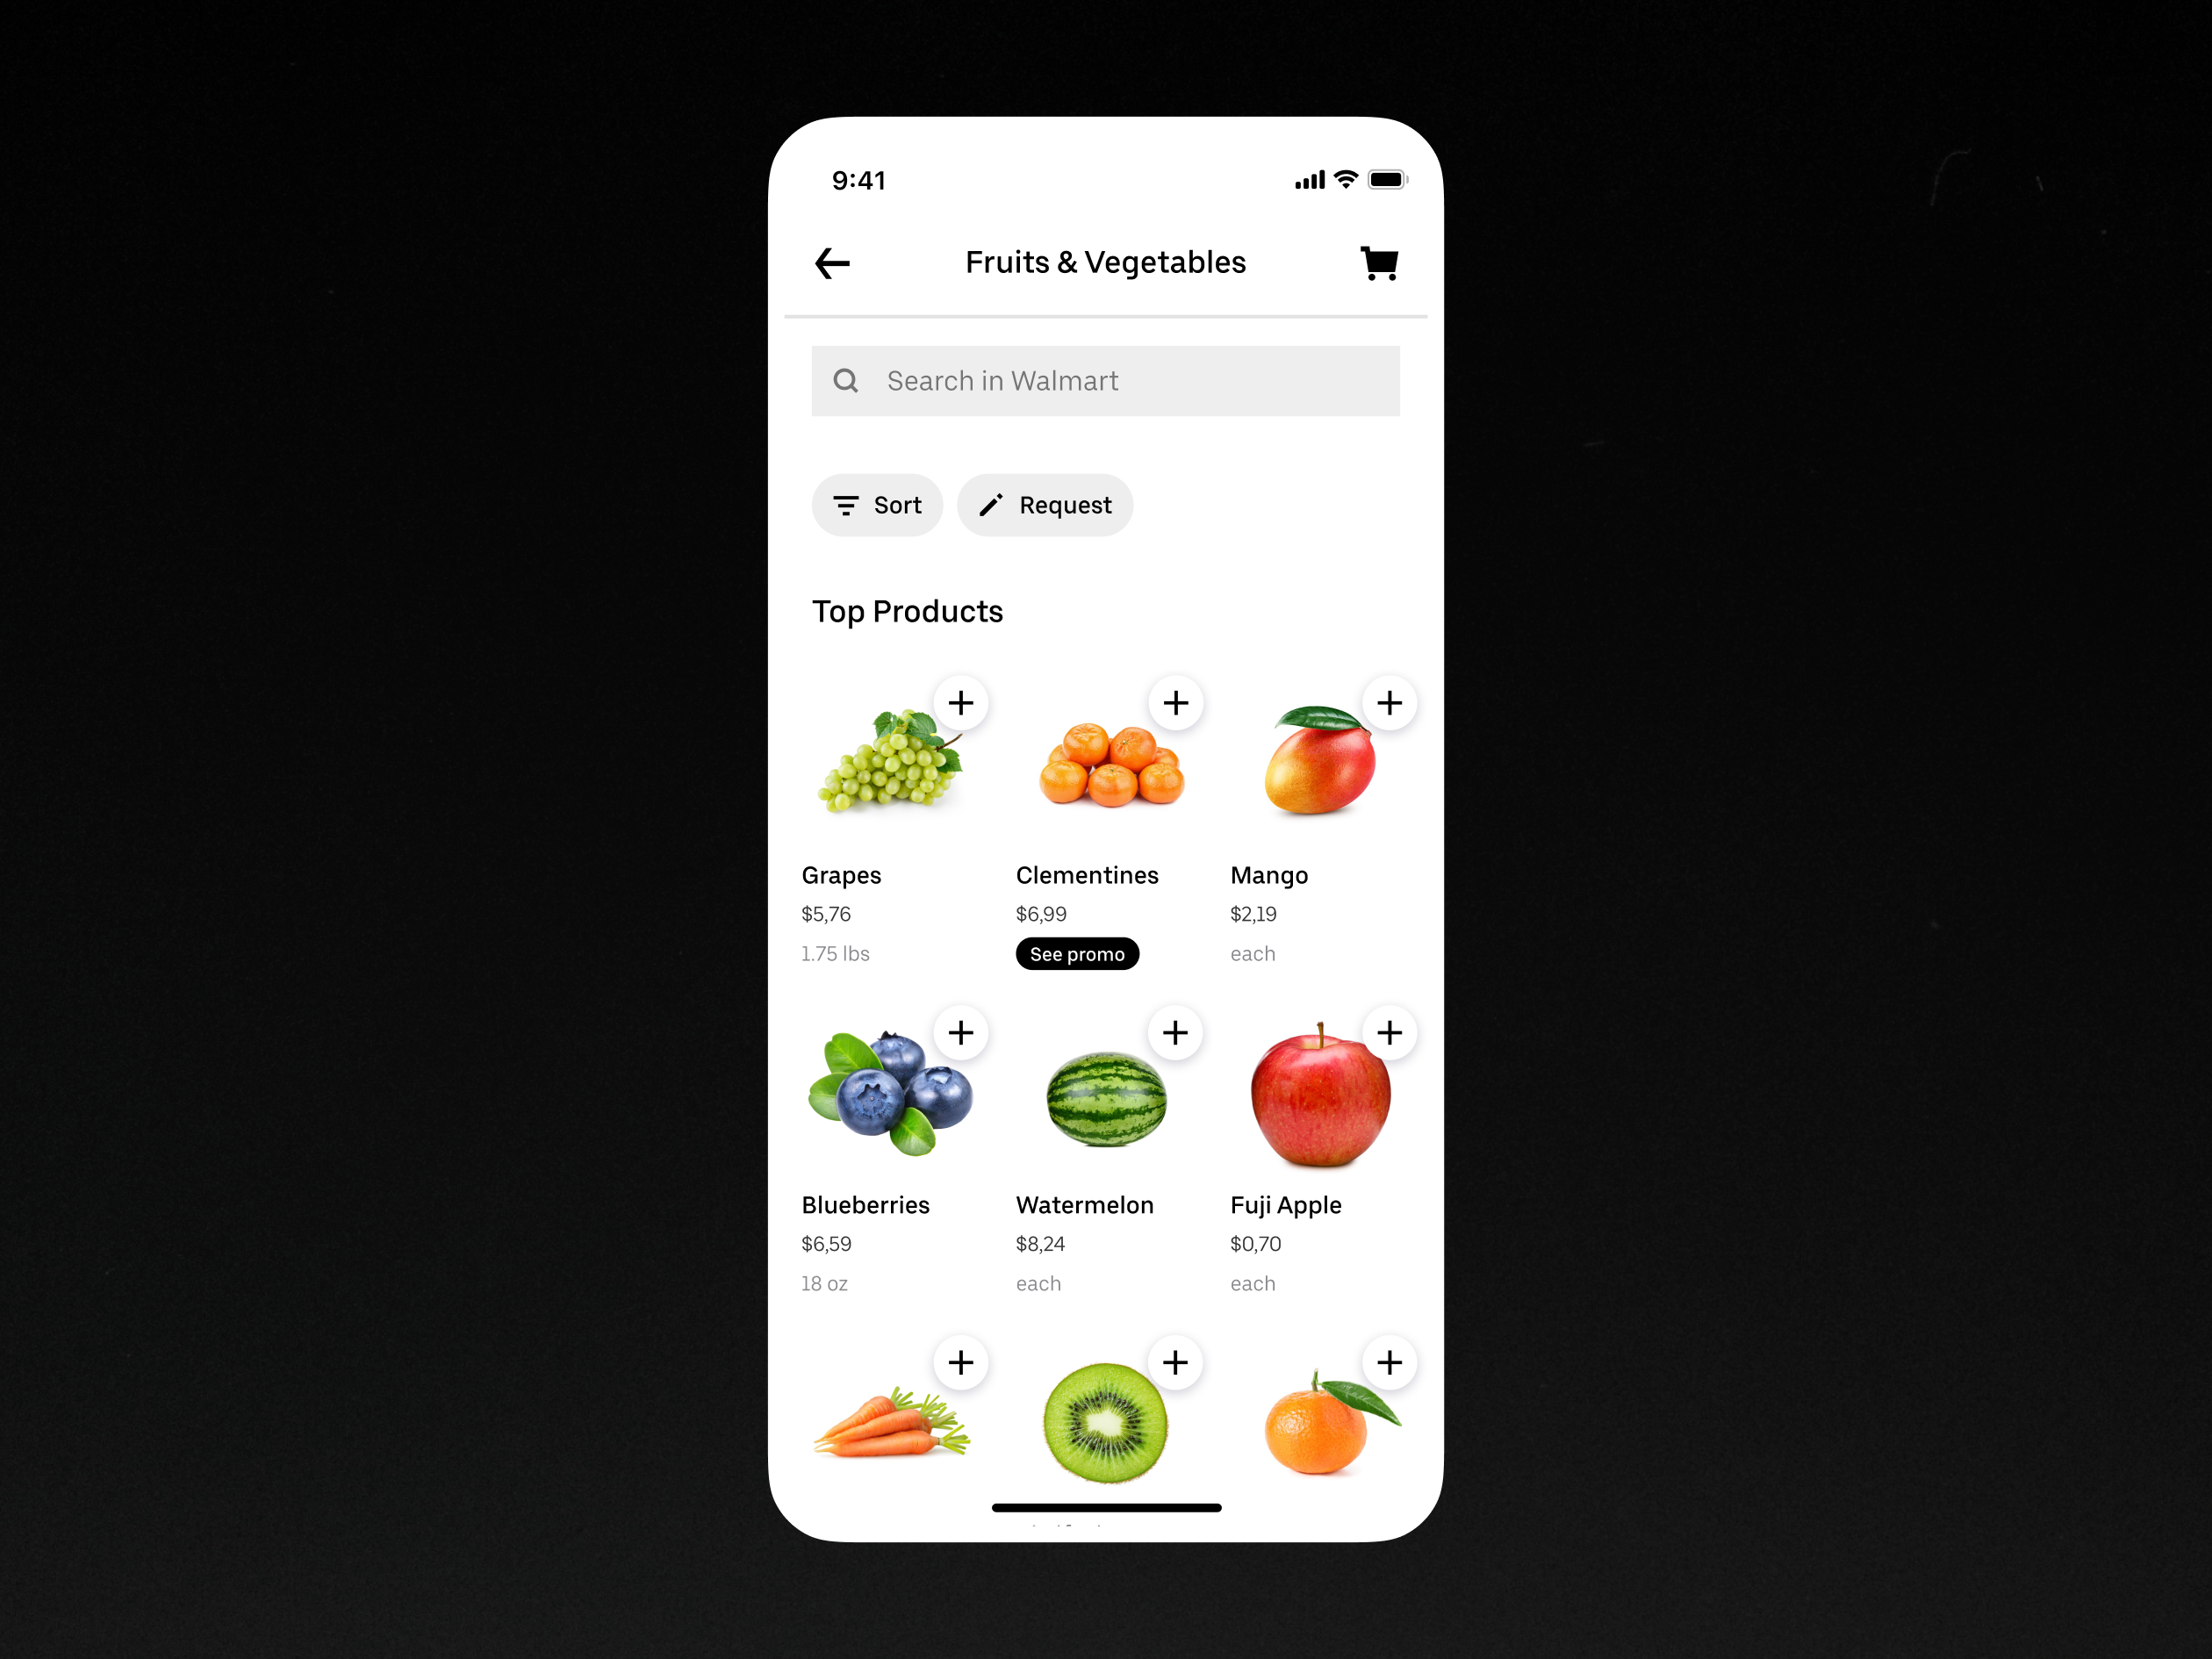 9:41
Fruits & Vegetables
Search in Walmart
Sort
Request
Top Products
Grapes
Clementines
Mango
$5,76
$6,99
$2,19
1.75 lbs
See promo
each
Blueberries
Watermelon
Fuji Apple
$6,59
$8,24
$0,70
18 oz
each
each